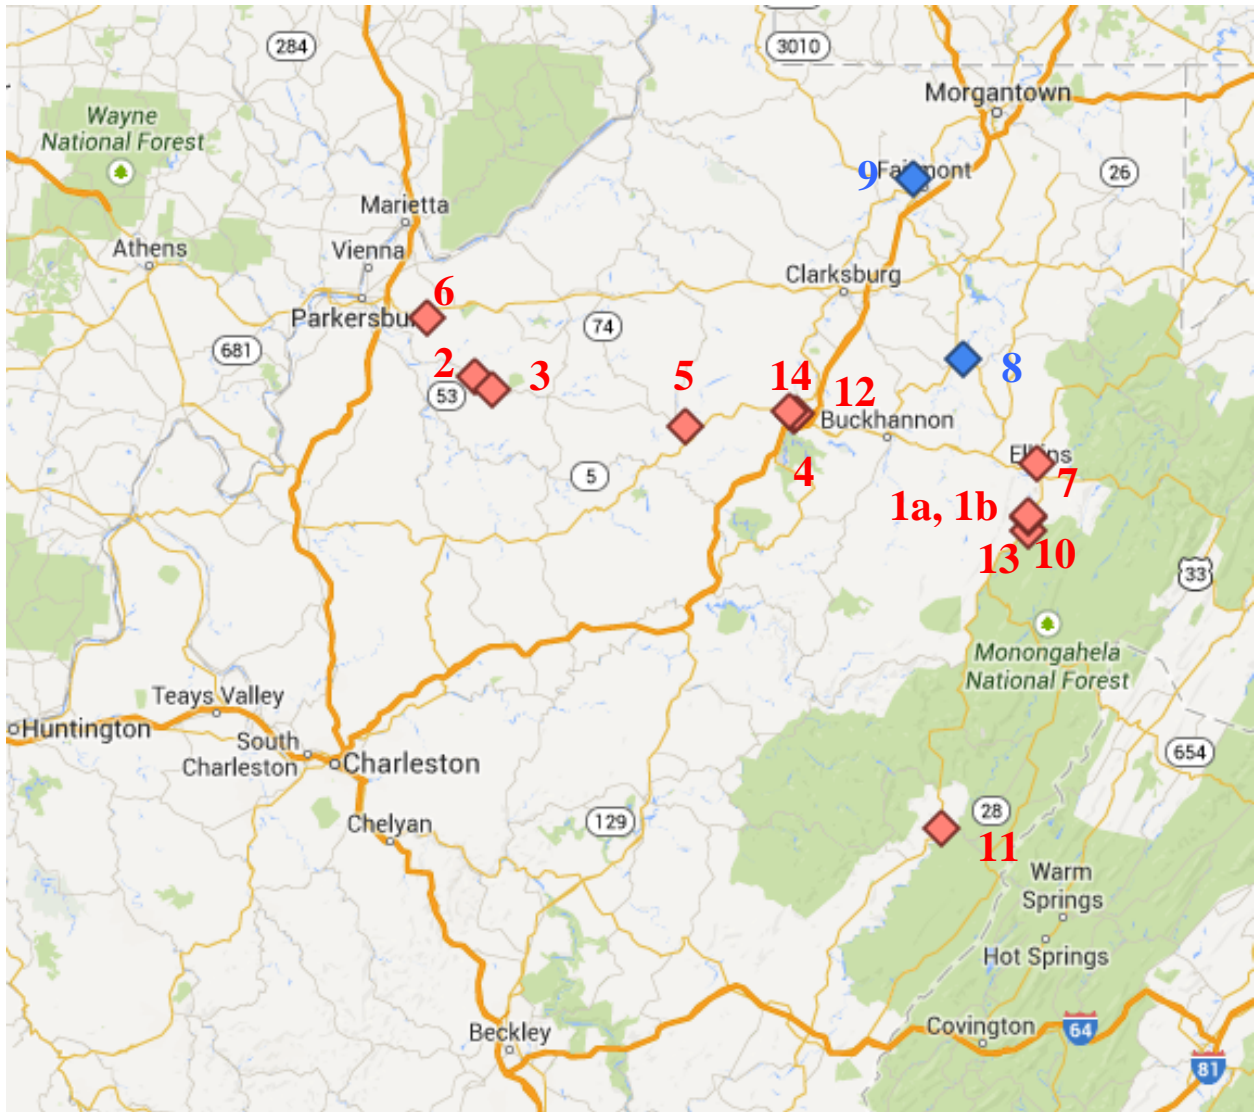 284
3010
Morgantown
Wayne
National Forest
9
Fairmont
26
Marietta
Athens
Vienna
Clarksburg
6
Parkersburg
74
681
2
3
53
5
14
12
8
Buckhannon
Elkins
4
7
5
1a, 1b
13
10
33
Monongahela
National Forest
Teays Valley
Huntington
South
Charleston
Charleston
654
28
129
Chelyan
11
Warm
Springs
Hot Springs
Beckley
Covington
64
81